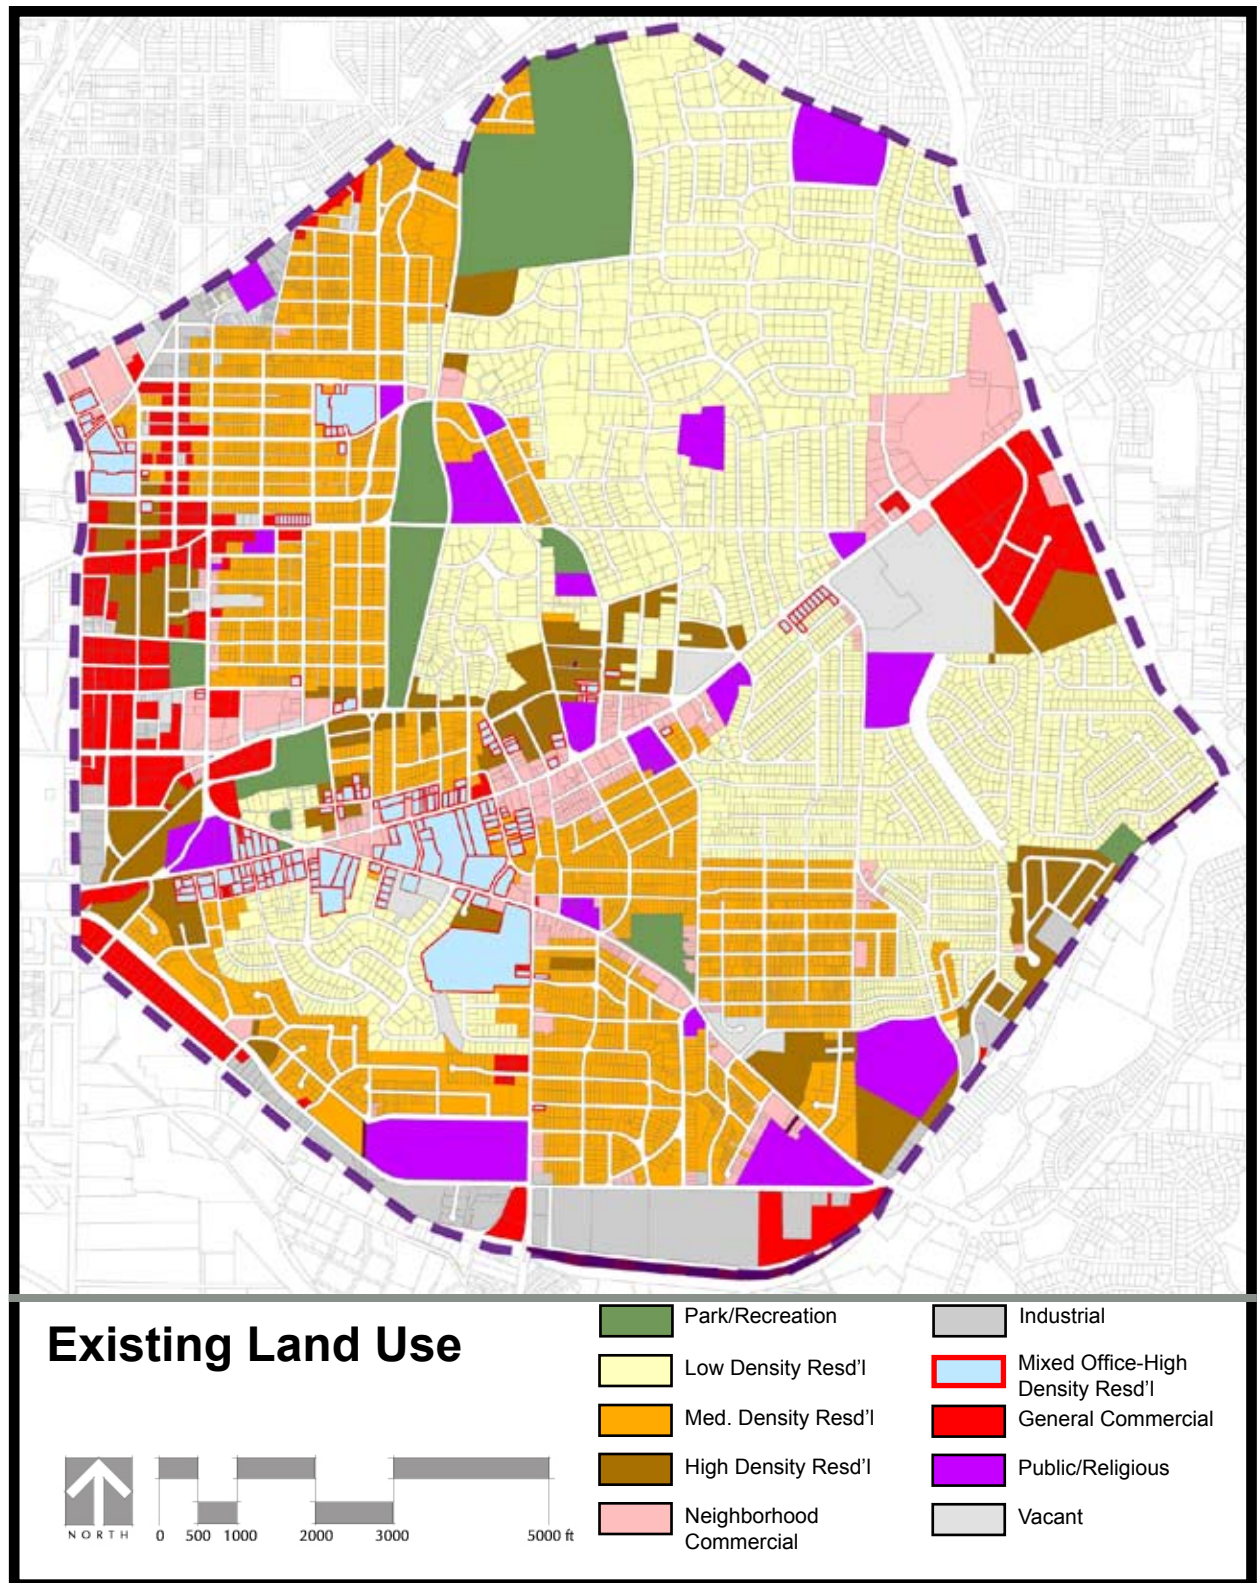 Existing Land Use
NORTH
0 500 1000 2000 3000 5000 ft
Park/Recreation
Low Density Resd'l
Med. Density Resd'l
High Density Resd'l
Neighborhood
Commercial
Industrial
Mixed Office-High
Density Resd'l
General Commercial
Public/Religious
Vacant